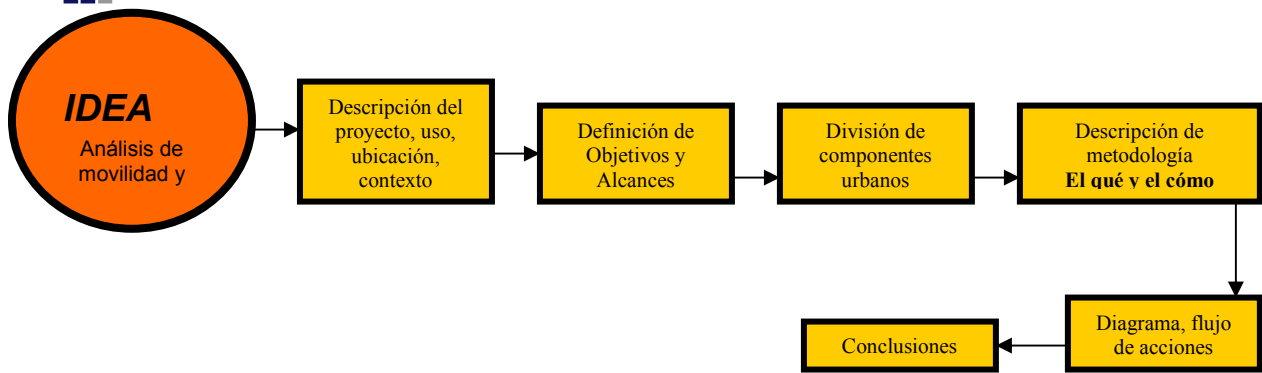 IDEA
Análisis de
movilidad y
Descripción del
proyecto, uso,
ubicación,
contexto
Definición de
Objetivos y
Alcances
División de
componentes
urbanos
Descripción de
metodología
El qué y el cómo
Diagrama, flujo
de acciones
Conclusiones